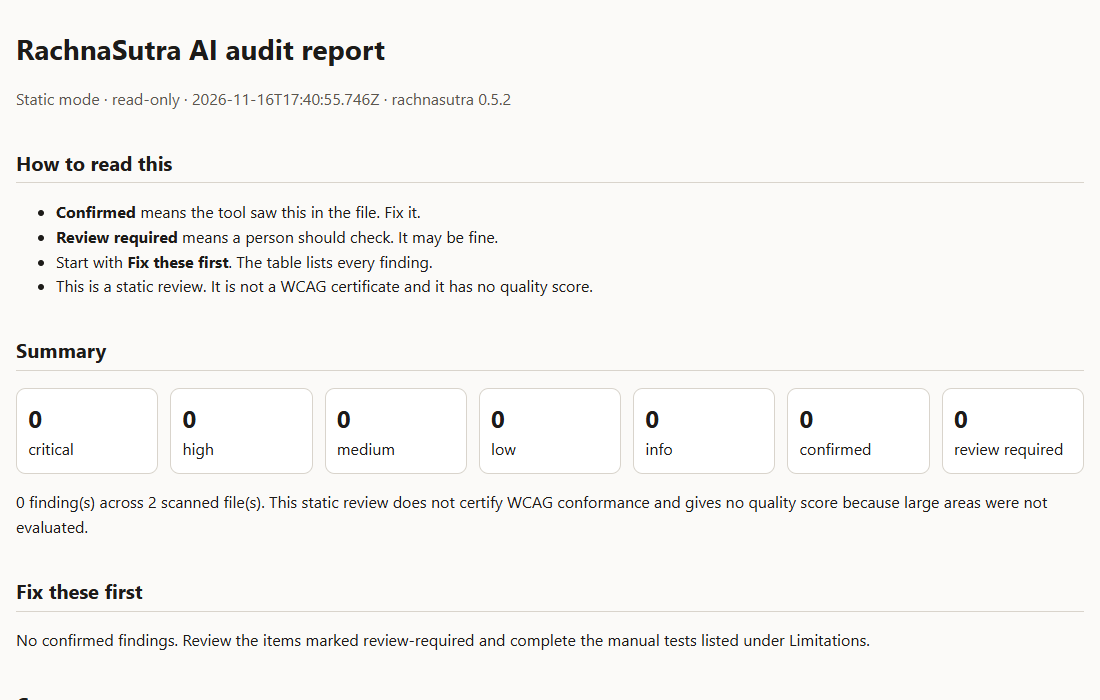 RachnaSutra AI audit report
Static mode · read-only · 2026-11-16T17:40:55.746Z · rachnasutra 0.5.2
How to read this
• Confirmed means the tool saw this in the file. Fix it.
• Review required means a person should check. It may be fine.
• Start with Fix these first. The table lists every finding.
• This is a static review. It is not a WCAG certificate and it has no quality score.
Summary
0 0 0 0 0 0 0
critical high medium low info confirmed review required
0 finding(s) across 2 scanned file(s). This static review does not certify WCAG conformance and gives no quality score because large areas were not
evaluated.
Fix these first
No confirmed findings. Review the items marked review-required and complete the manual tests listed under Limitations.